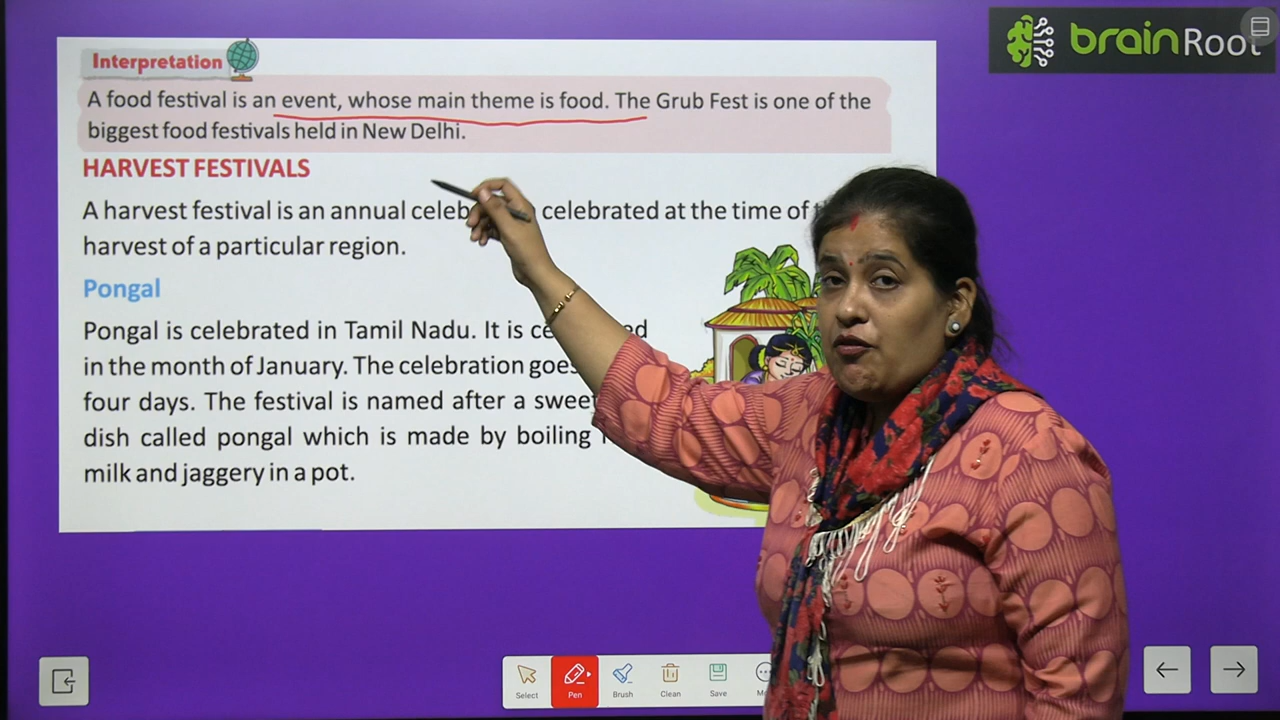 brainRoot
Interpretation
A food festival is an event, whose main theme is food. The Grub Fest is one of the
biggest food festivals held in New Delhi.
HARVEST FESTIVALS
A harvest festival is an annual celebrated at the time of
harvest of a particular region.
Pongal
Pongal is celebrated in Tamil Nadu. It is
in the month of January. The celebration goes
four days. The festival is named after a sweet
dish called pongal which is made by boiling
milk and jaggery in a pot.
Select
Pen
Brush
Clean
Save